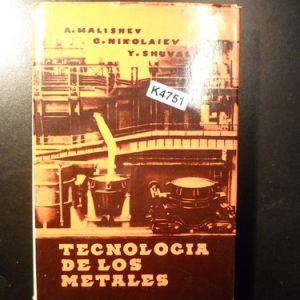 A. MALISHEV
G. NIKOLAIEV
Y. SHUVALOV
K4751
TECNOLOGIA
DE LOS
METALES